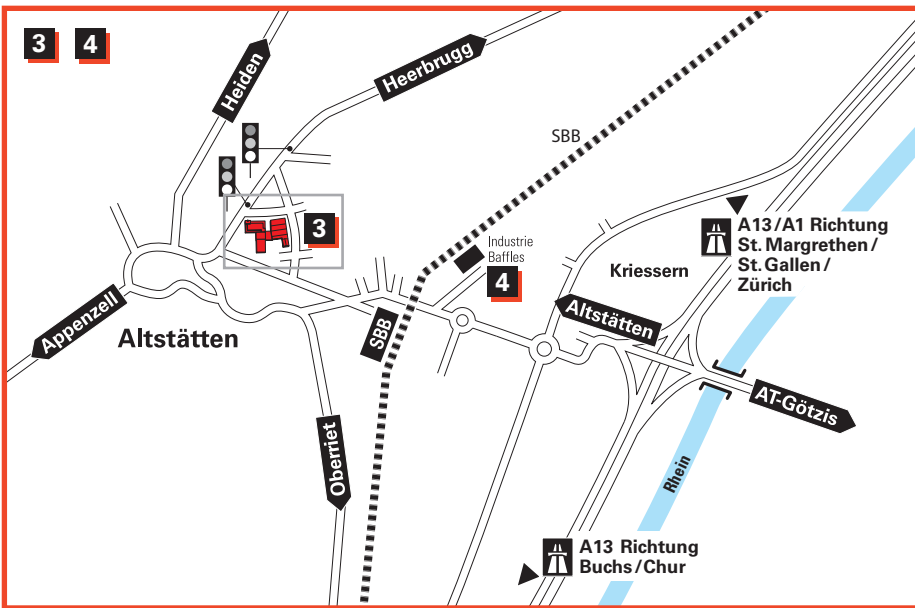 3 4
Heiden
Heerbrugg
SBB
3
Industrie
Baffles
4
Kriessern
A13/A1 Richtung
St. Margrethen/
St. Gallen/
Zürich
Altstätten
Appenzell
Altstätten
SBB
AT-Götzis
Oberriet
Rhein
A13 Richtung
Buchs/Chur